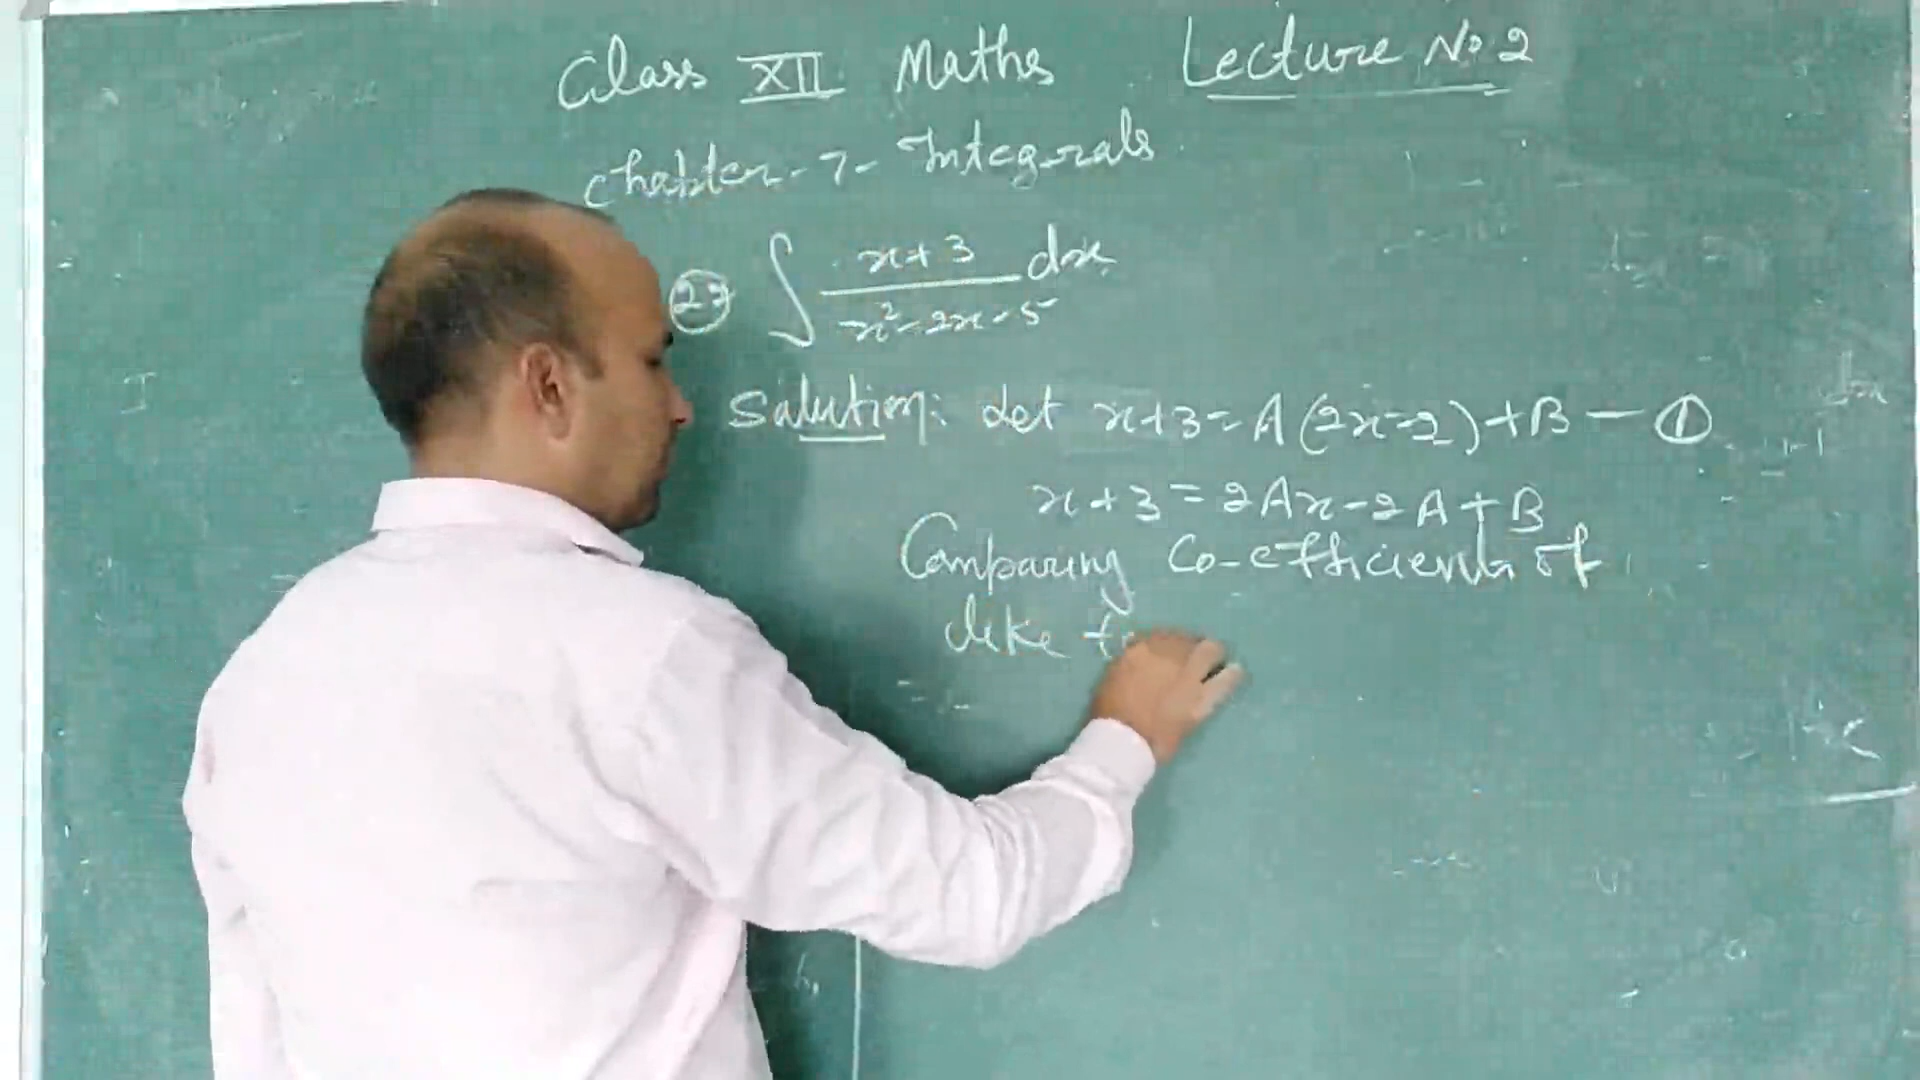 Class XII Maths Lecture No 2
Chapter-7- Integrals
∫ x+3 / x²-2x-5 dx
Solution: Let x+3=A(2x-2)+B — ①
x+3=2Ax-2A+B
Comparing Co-efficients of
like